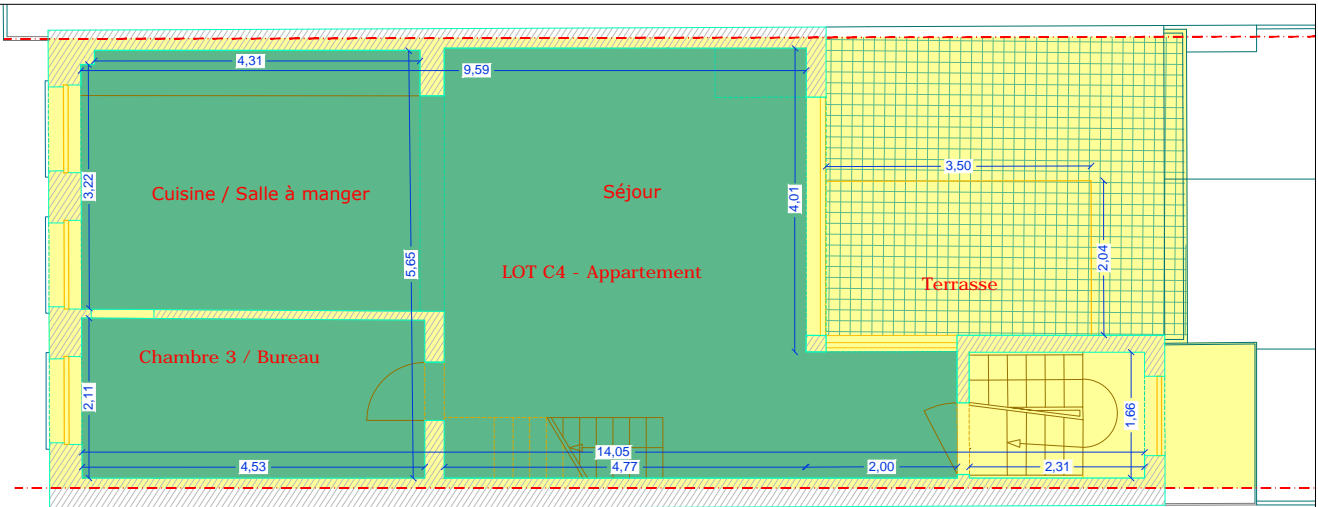 4,31
9,59
3,50
3,22
Cuisine / Salle à manger
Séjour
4,01
2,04
5,65
LOT C4 - Appartement
Terrasse
Chambre 3 / Bureau
2,11
1,66
14,05
4,53
4,77
2,00
2,31